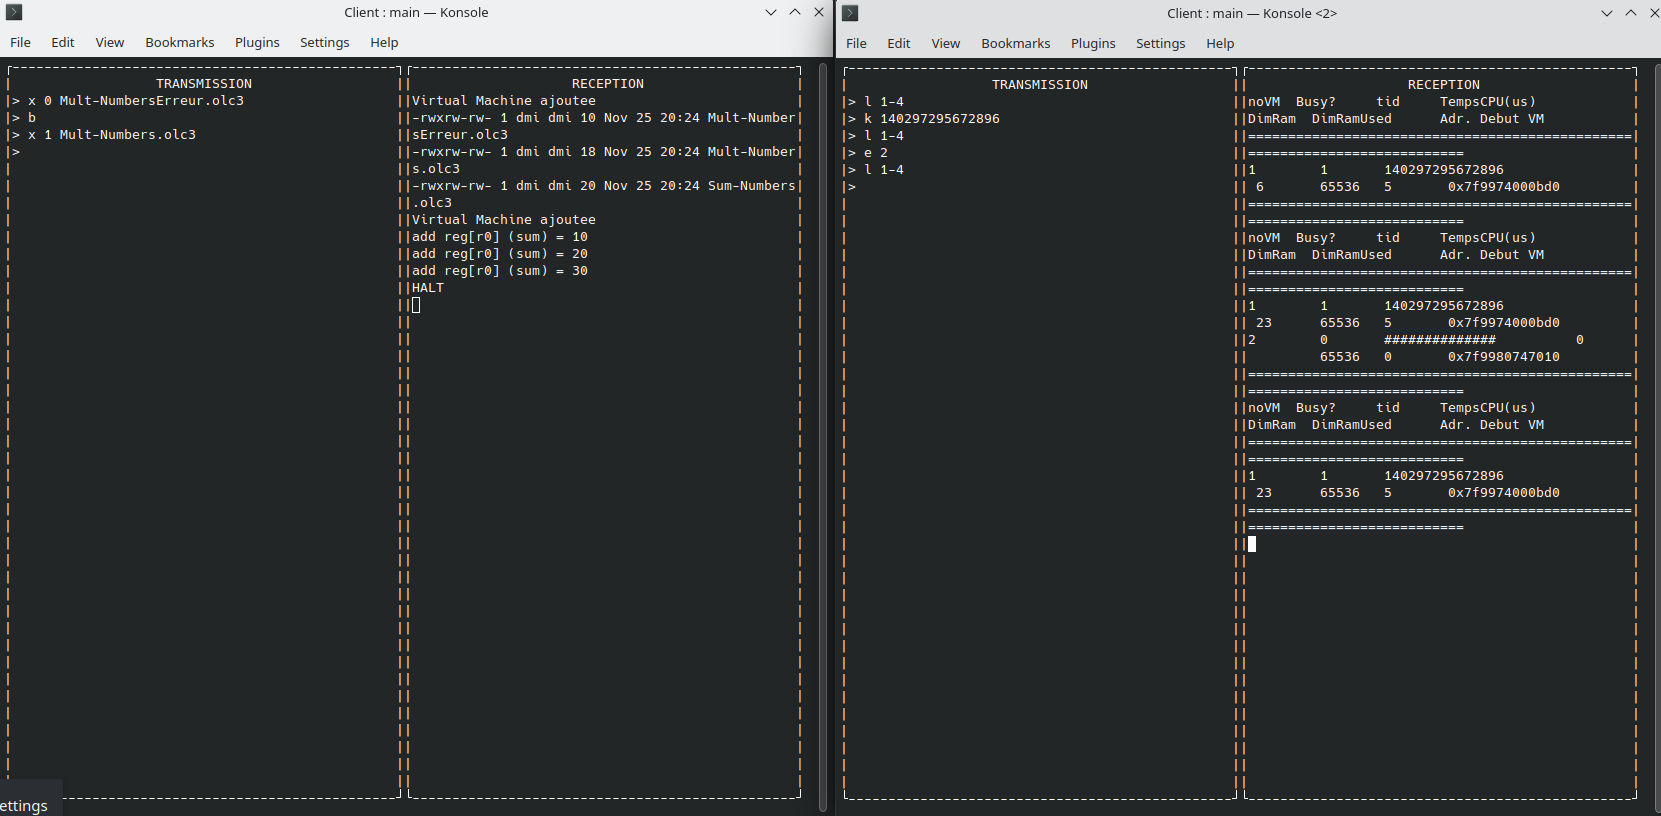 Client : main — Konsole
File Edit View Bookmarks Plugins Settings Help
TRANSMISSION
> x 0 Mult-NumbersErreur.olc3
> b
> x 1 Mult-Numbers.olc3
>
RECEPTION
Virtual Machine ajoutee
-rwxrw-rw- 1 dmi dmi 10 Nov 25 20:24 Mult-Number
sErreur.olc3
-rwxrw-rw- 1 dmi dmi 18 Nov 25 20:24 Mult-Number
s.olc3
-rwxrw-rw- 1 dmi dmi 20 Nov 25 20:24 Sum-Numbers
.olc3
Virtual Machine ajoutee
add reg[r0] (sum) = 10
add reg[r0] (sum) = 20
add reg[r0] (sum) = 30
HALT
ettings
Client : main — Konsole <2>
File Edit View Bookmarks Plugins Settings Help
TRANSMISSION
> l 1-4
> k 140297295672896
> l 1-4
> e 2
> l 1-4
>
RECEPTION
noVM Busy? tid TempsCPU(us)
DimRam DimRamUsed Adr. Debut VM
================================================
===========================
1 1 140297295672896
6 65536 5 0x7f9974000bd0
================================================
===========================
noVM Busy? tid TempsCPU(us)
DimRam DimRamUsed Adr. Debut VM
================================================
===========================
1 1 140297295672896
23 65536 5 0x7f9974000bd0
2 0 ############## 0
65536 0 0x7f9980747010
================================================
===========================
noVM Busy? tid TempsCPU(us)
DimRam DimRamUsed Adr. Debut VM
================================================
===========================
1 1 140297295672896
23 65536 5 0x7f9974000bd0
================================================
===========================